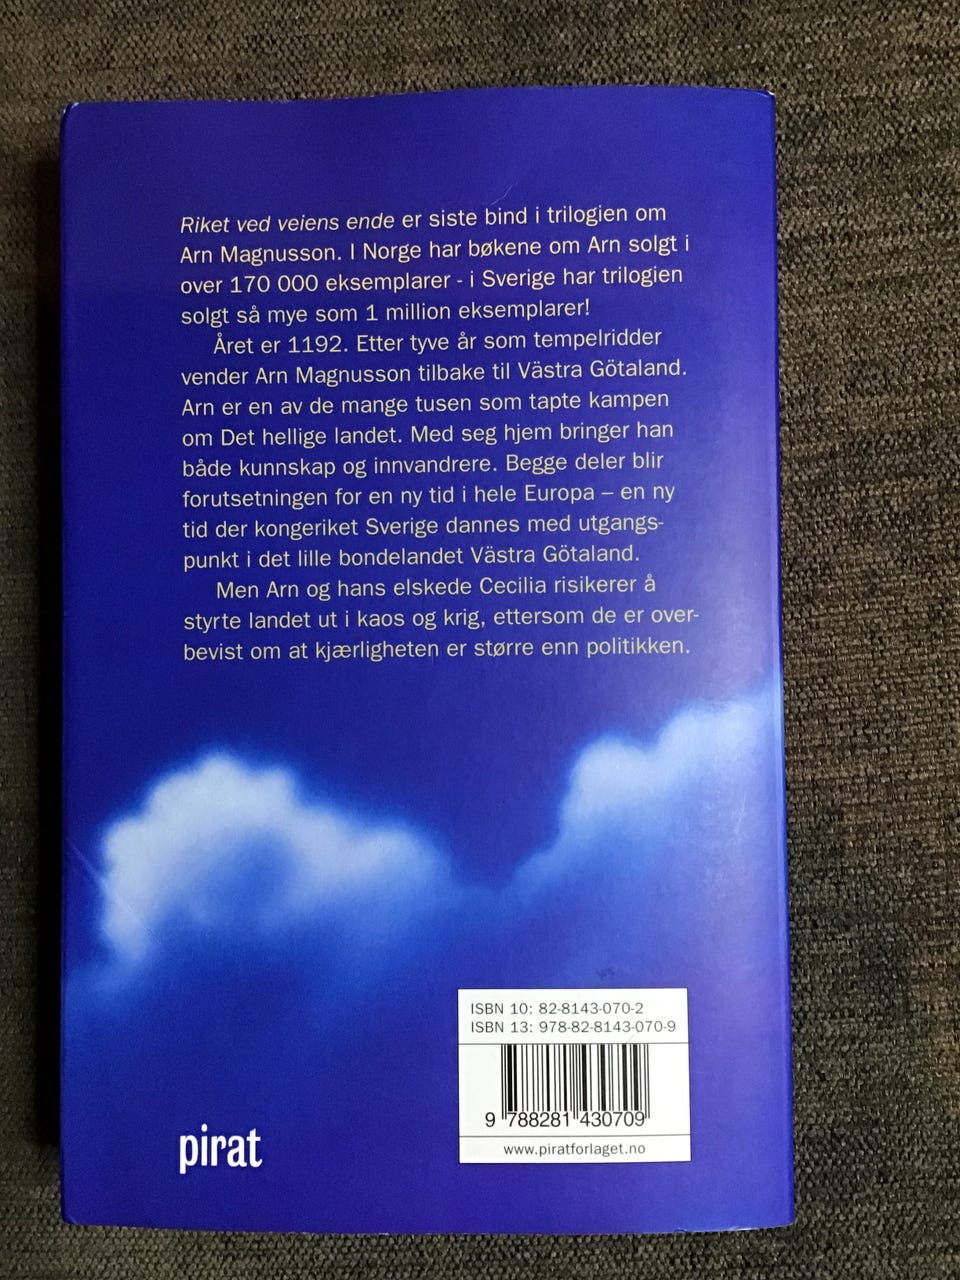 Riket ved veiens ende er siste bind i trilogien om
Arn Magnusson. I Norge har bøkene om Arn solgt i
over 170 000 eksemplarer - i Sverige har trilogien
solgt så mye som 1 million eksemplarer!
Året er 1192. Etter tyve år som tempelridder
vender Arn Magnusson tilbake til Västra Götaland.
Arn er en av de mange tusen som tapte kampen
om Det hellige landet. Med seg hjem bringer han
både kunnskap og innvandrere. Begge deler blir
forutsetningen for en ny tid i hele Europa – en ny
tid der kongeriket Sverige dannes med utgangs-
punkt i det lille bondelandet Västra Götaland.
Men Arn og hans elskede Cecilia risikerer å
styrte landet ut i kaos og krig, ettersom de er over-
bevist om at kjærligheten er større enn politikken.
ISBN 10: 82-8143-070-2
ISBN 13: 978-82-8143-070-9
9 788281 430709
www.piratforlaget.no
pirat